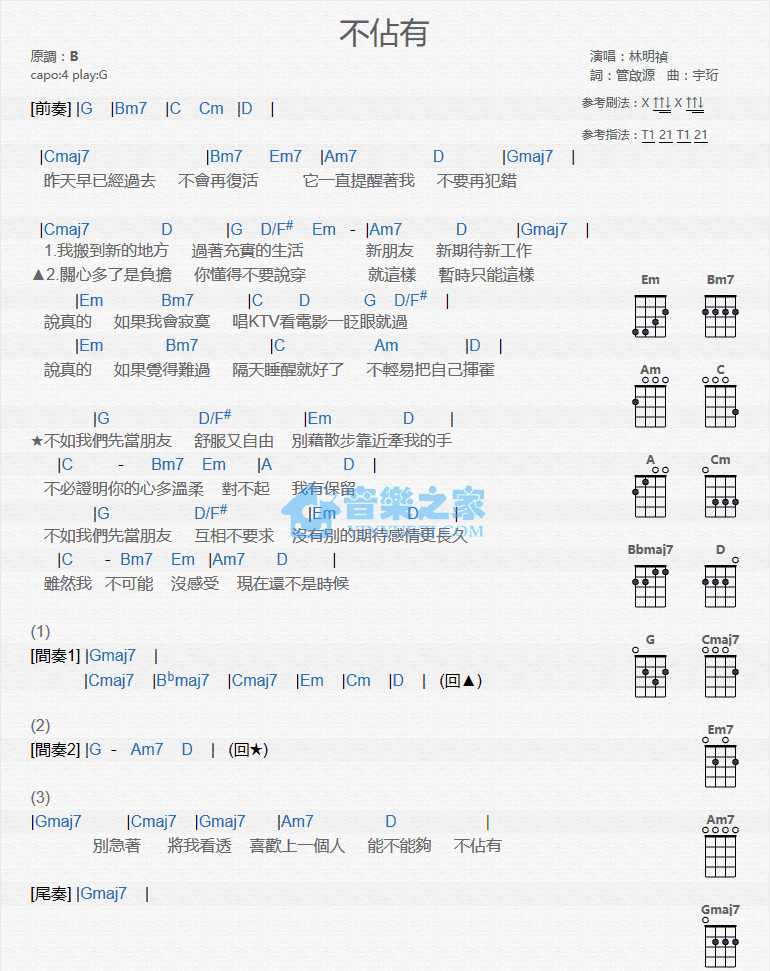 不佔有
原調：B
capo:4 play:G
演唱：林明禎
詞：管啟源 曲：宇珩
参考刷法：X ↑↑↓ X ↑↑↓
参考指法：T1 21 T1 21
[前奏] |G |Bm7 |C Cm |D |
|Cmaj7 |Bm7 Em7 |Am7 D |Gmaj7 |
昨天早已經過去 不會再復活 它一直提醒著我 不要再犯錯
|Cmaj7 D |G D/F# Em - |Am7 D |Gmaj7 |
1.我搬到新的地方 過著充實的生活 新朋友 新期待新工作
▲2.關心多了是負擔 你懂得不要說穿 就這樣 暫時只能這樣
|Em Bm7 |C D G D/F# |
說真的 如果我會寂寞 唱KTV看電影一眨眼就過
|Em Bm7 |C Am |D |
說真的 如果覺得難過 隔天睡醒就好了 不輕易把自己揮霍
|G D/F# |Em D |
★不如我們先當朋友 舒服又自由 別藉散步靠近牽我的手
|C - Bm7 Em |A D |
不必證明你的心多溫柔 對不起 我有保留
|G D/F# |Em D |
不如我們先當朋友 互相不要求 沒有別的期待感情更長久
|C - Bm7 Em |Am7 D |
雖然我 不可能 沒感受 現在還不是時候
(1)
[間奏1] |Gmaj7 |
|Cmaj7 |Bbmaj7 |Cmaj7 |Em |Cm |D | (回▲)
(2)
[間奏2] |G - Am7 D | (回★)
(3)
|Gmaj7 |Cmaj7 |Gmaj7 |Am7 D |
別急著 將我看透 喜歡上一個人 能不能夠 不佔有
[尾奏] |Gmaj7 |
Em Bm7
Am C
A Cm
Bbmaj7 D
G Cmaj7
Em7
Am7
Gmaj7
音樂之家